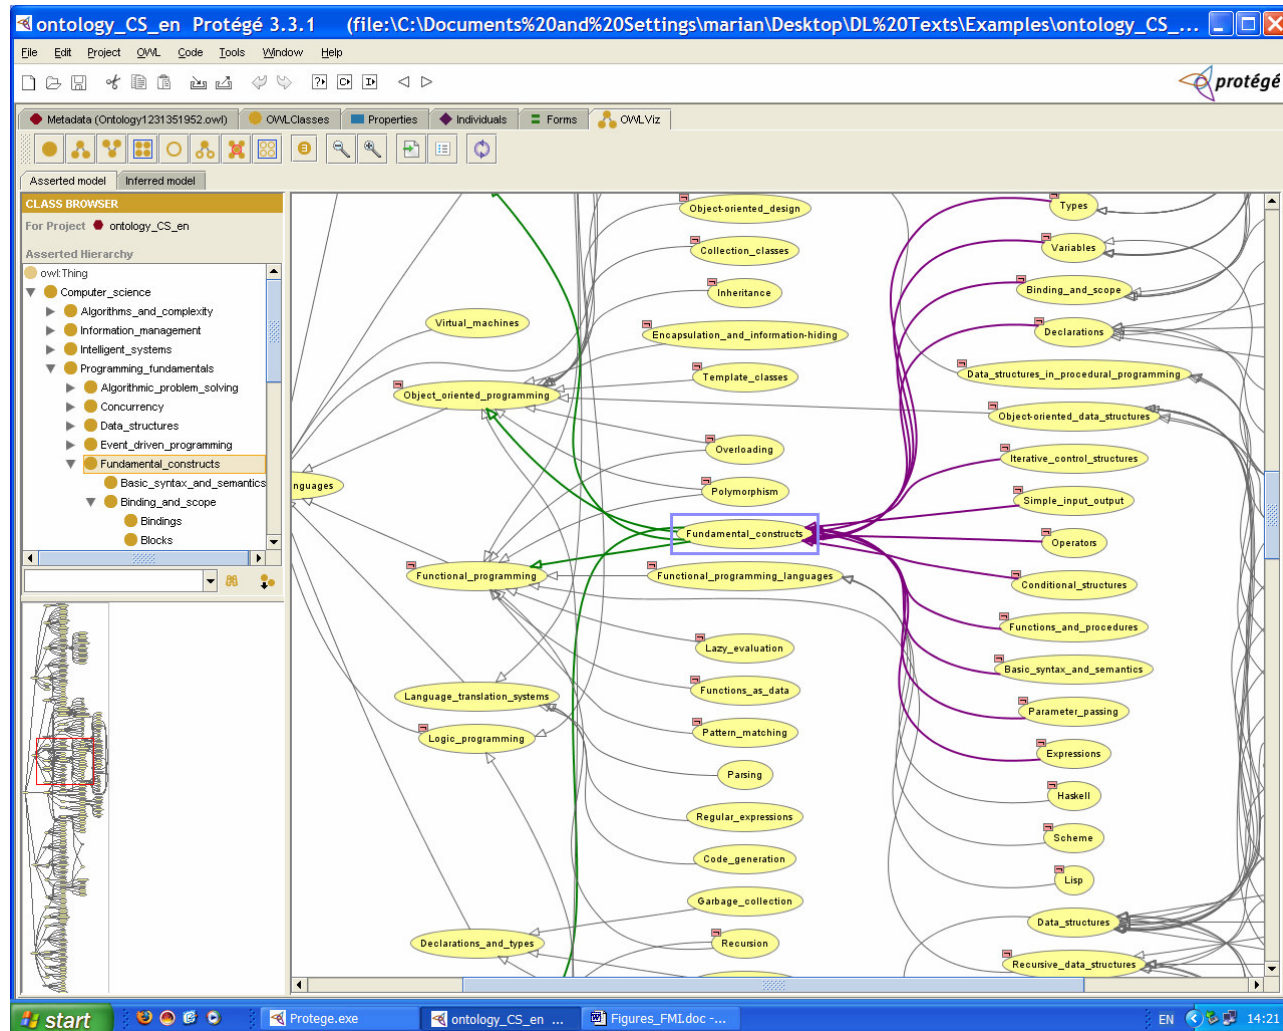 ontology_CS_en Protégé 3.3.1 (file:\C:\Documents%20and%20Settings\marian\Desktop\DL%20Texts\Examples\ontology_CS_...
File Edit Project OWL Code Tools Window Help
protégé
Metadata (Ontology1231351952.owl) OWLClasses Properties Individuals Forms OWLViz
Asserted model Inferred model
CLASS BROWSER
For Project ontology_CS_en
Asserted Hierarchy
owl:Thing
Computer_science
Algorithms_and_complexity
Information_management
Intelligent_systems
Programming_fundamentals
Algorithmic_problem_solving
Concurrency
Data_structures
Event_driven_programming
Fundamental_constructs
Basic_syntax_and_semantics
Binding_and_scope
Bindings
Blocks
nguages
Virtual_machines
Object_oriented_programming
Functional_programming
Language_translation_systems
Logic_programming
Declarations_and_types
Object-oriented_design
Collection_classes
Inheritance
Encapsulation_and_information-hiding
Template_classes
Overloading
Polymorphism
Fundamental_constructs
Functional_programming_languages
Lazy_evaluation
Functions_as_data
Pattern_matching
Parsing
Regular_expressions
Code_generation
Garbage_collection
Recursion
Types
Variables
Binding_and_scope
Declarations
Data_structures_in_procedural_programming
Object-oriented_data_structures
Iterative_control_structures
Simple_input_output
Operators
Conditional_structures
Functions_and_procedures
Basic_syntax_and_semantics
Parameter_passing
Expressions
Haskell
Scheme
Lisp
Data_structures
Recursive_data_structures
start Protege.exe ontology_CS_en ... Figures_FMI.doc -... EN 14:21